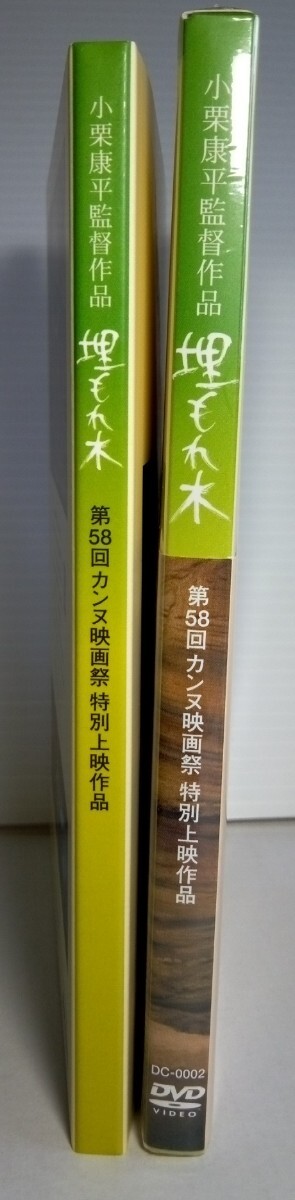 小栗康平監督作品
埋もれ木
第58回 カンヌ映画祭 特別上映作品
小栗康平監督作品
埋もれ木
第58回 カンヌ映画祭 特別上映作品
DC-0002
DVD
VIDEO